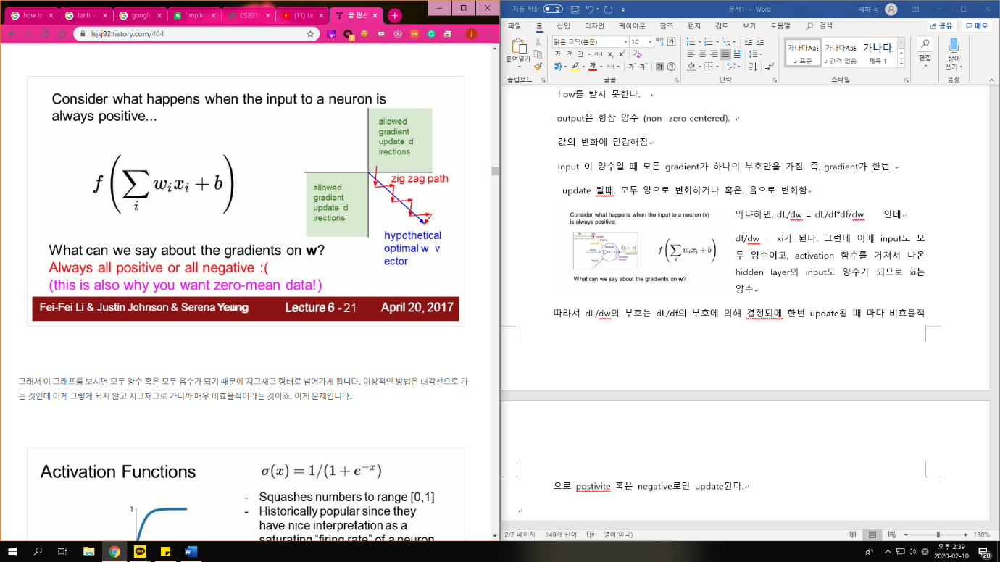 how to
tanh -
google
'implic
CS231n
(11) Le
꿈 많은
lsjsj92.tistory.com/404
Consider what happens when the input to a neuron is
always positive...
f(∑i wixi + b)
allowed
gradient
update d
irections
allowed
gradient
update d
irections
zig zag path
hypothetical
optimal w v
ector
What can we say about the gradients on w?
Always all positive or all negative :(
(this is also why you want zero-mean data!)
Fei-Fei Li & Justin Johnson & Serena Yeung
Lecture 6 - 21
April 20, 2017
그래서 이 그래프를 보시면 모두 양수 혹은 모두 음수가 되기 때문에 지그재그 형태로 넘어가게 됩니다. 이상적인 방법은 대각선으로 가
는 것인데 이게 그렇게 되지 않고 지그재그로 가니까 매우 비효율적이라는 것이죠. 이게 문제입니다.
Activation Functions
σ(x) = 1/(1 + e^−x)
- Squashes numbers to range [0,1]
- Historically popular since they
have nice interpretation as a
saturating "firing rate" of a neuron
1
자동 저장
문서1 - Word
세하 정
파일 홈 삽입 디자인 레이아웃 참조 편지 검토 보기 도움말 검색
공유 메모
붙여넣기
맑은 고딕(본문) 10
가나다AaB 가나다AaB 가나다.
표준 간격 없음 제목 1
편집
받아
쓰기
클립보드 글꼴 단락 스타일 음성
flow를 받지 못한다.
-output은 항상 양수 (non- zero centered).
값의 변화에 민감해짐
Input 이 양수일 때 모든 gradient가 하나의 부호만을 가짐. 즉, gradient가 한번
update 될때, 모두 양으로 변화하거나 혹은, 음으로 변화함
Consider what happens when the input to a neuron (x)
is always positive:
f(∑i wixi + b)
What can we say about the gradients on w?
왜냐하면, dL/dw = dL/df*df/dw 인데
df/dw = xi가 된다. 그런데 이때 input도 모
두 양수이고, activation 함수를 거쳐서 나온
hidden layer의 input도 양수가 되므로 xi는
양수
따라서 dL/dw의 부호는 dL/df의 부호에 의해 결정되에 한번 update될 때 마다 비효율적
으로 postivite 혹은 negative로만 update된다.
2/2 페이지 149개 단어 영어(미국)
130%
오후 2:39
2020-02-10
20